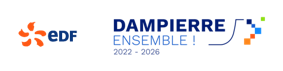 eDF
DAMPIERRE
ENSEMBLE !
2022 - 2026